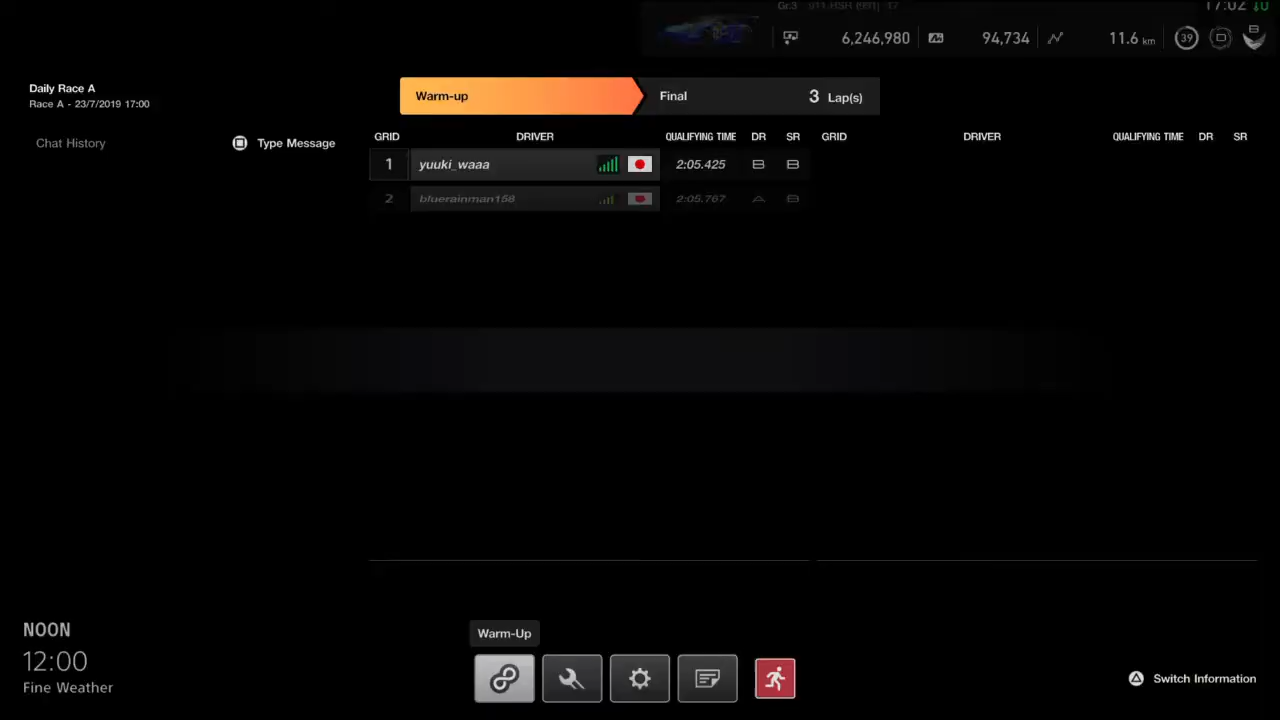 17:02
6,246,980
94,734
11.6 km
39
D
B
Daily Race A
Race A - 23/7/2019 17:00
Chat History
Type Message
Warm-up
Final
3 Lap(s)
GRID DRIVER QUALIFYING TIME DR SR GRID DRIVER QUALIFYING TIME DR SR
1 yuuki_waaa 2:05.425 B B
2 bluerainman158 2:05.767 A B
NOON
12:00
Fine Weather
Warm-Up
Switch Information